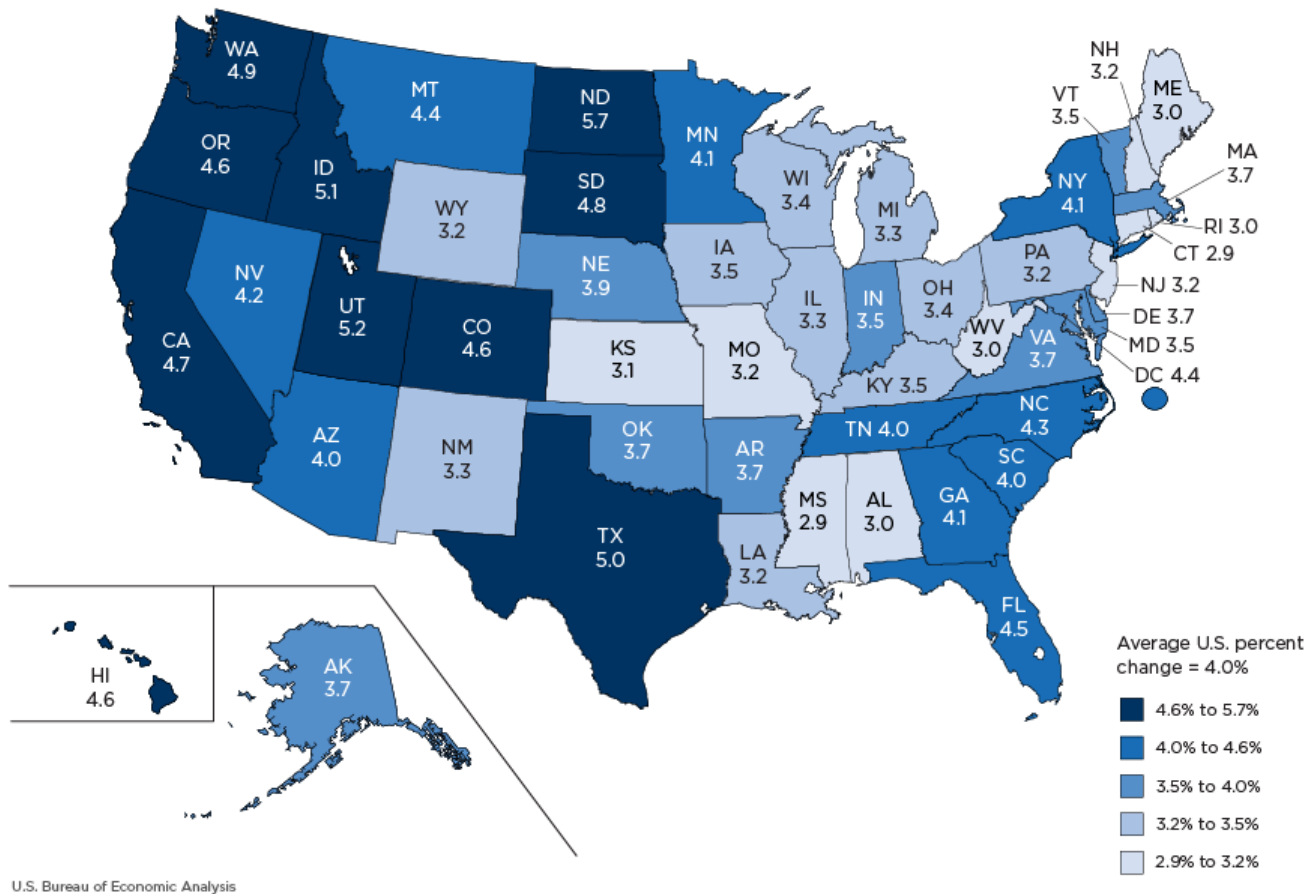 WA
4.9
MT
4.4
ND
5.7
MN
4.1
OR
4.6
ID
5.1
SD
4.8
WY
3.2
WI
3.4
MI
3.3
NY
4.1
VT
3.5
NH
3.2
ME
3.0
MA
3.7
RI 3.0
CT 2.9
NJ 3.2
DE 3.7
MD 3.5
DC 4.4
PA
3.2
IA
3.5
NE
3.9
NV
4.2
UT
5.2
CO
4.6
CA
4.7
KS
3.1
MO
3.2
IL
3.3
IN
3.5
OH
3.4
WV
3.0
VA
3.7
KY 3.5
NC
4.3
TN 4.0
SC
4.0
AZ
4.0
NM
3.3
OK
3.7
AR
3.7
MS
2.9
AL
3.0
GA
4.1
TX
5.0
LA
3.2
FL
4.5
HI
4.6
AK
3.7
Average U.S. percent
change = 4.0%
4.6% to 5.7%
4.0% to 4.6%
3.5% to 4.0%
3.2% to 3.5%
2.9% to 3.2%
U.S. Bureau of Economic Analysis